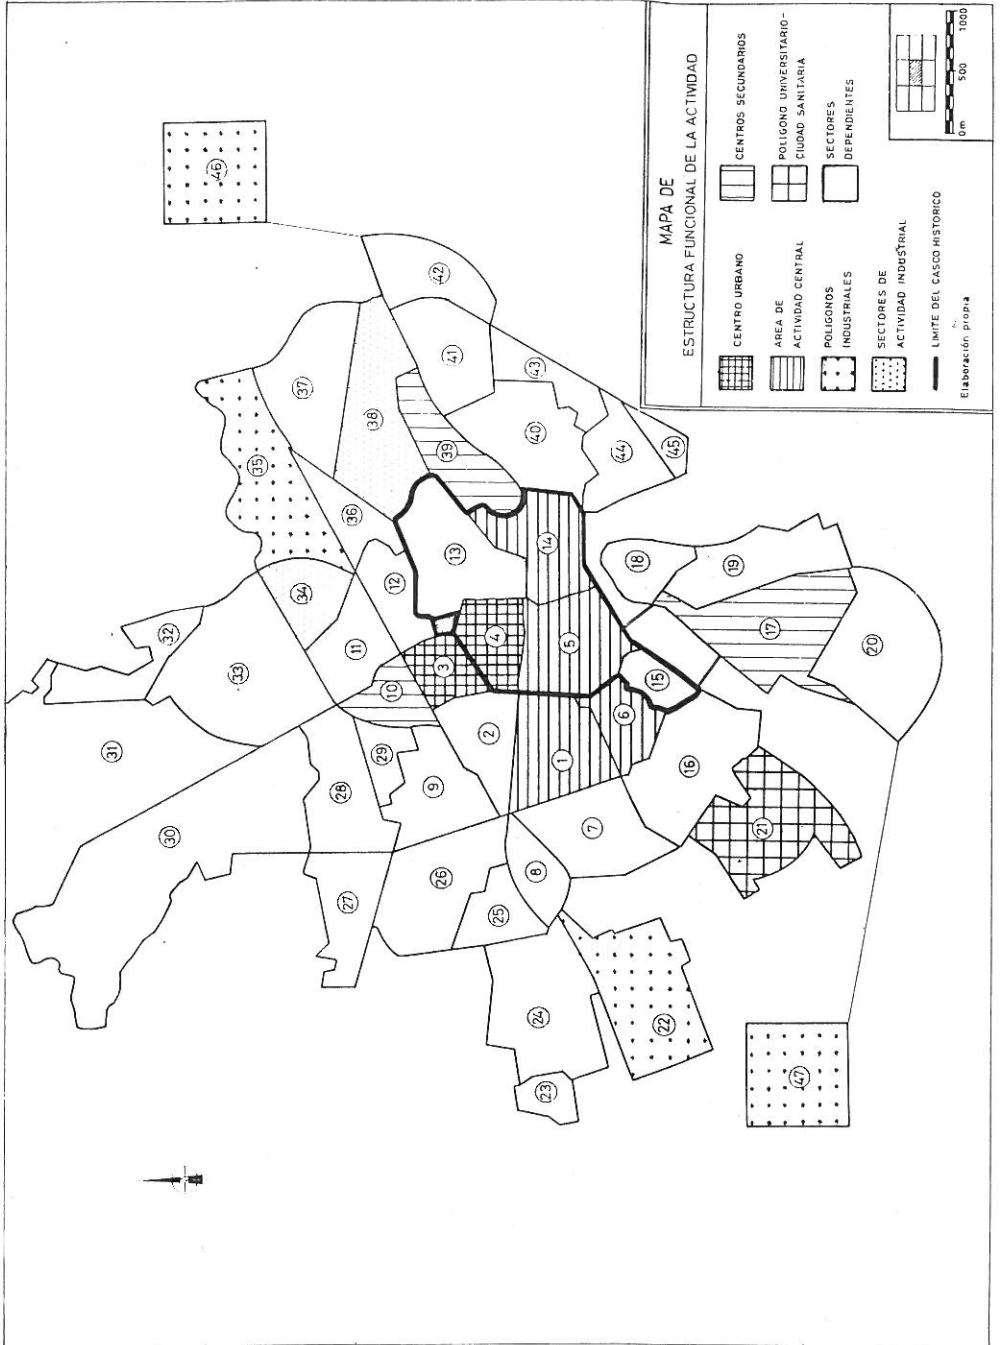 MAPA DE
ESTRUCTURA FUNCIONAL DE LA ACTIVIDAD
CENTRO URBANO
AREA DE
ACTIVIDAD CENTRAL
POLIGONOS
INDUSTRIALES
SECTORES DE
ACTIVIDAD INDUSTRIAL
LIMITE DEL CASCO HISTORICO
Elaboración propia
CENTROS SECUNDARIOS
POLIGONO UNIVERSITARIO-
CIUDAD SANITARIA
SECTORES
DEPENDIENTES
0 m 500 1000
1
2
3
4
5
6
7
8
9
10
11
12
13
14
15
16
17
18
19
20
21
22
23
24
25
26
27
28
29
30
31
32
33
34
35
36
37
38
39
40
41
42
43
44
45
46
47